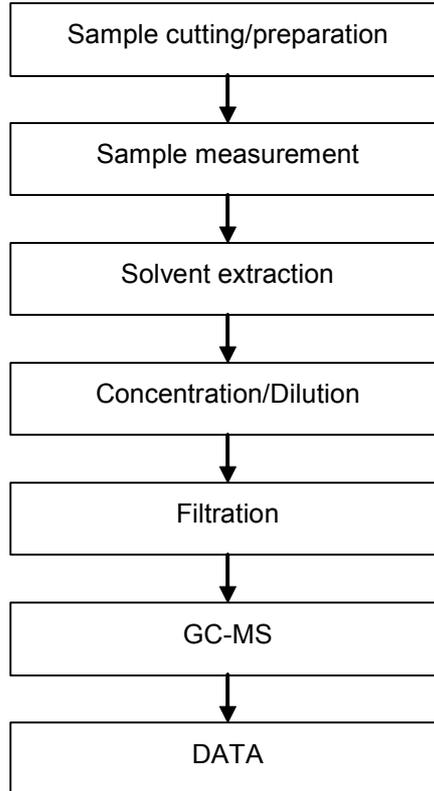 Sample cutting/preparation
Sample measurement
Solvent extraction
Concentration/Dilution
Filtration
GC-MS
DATA